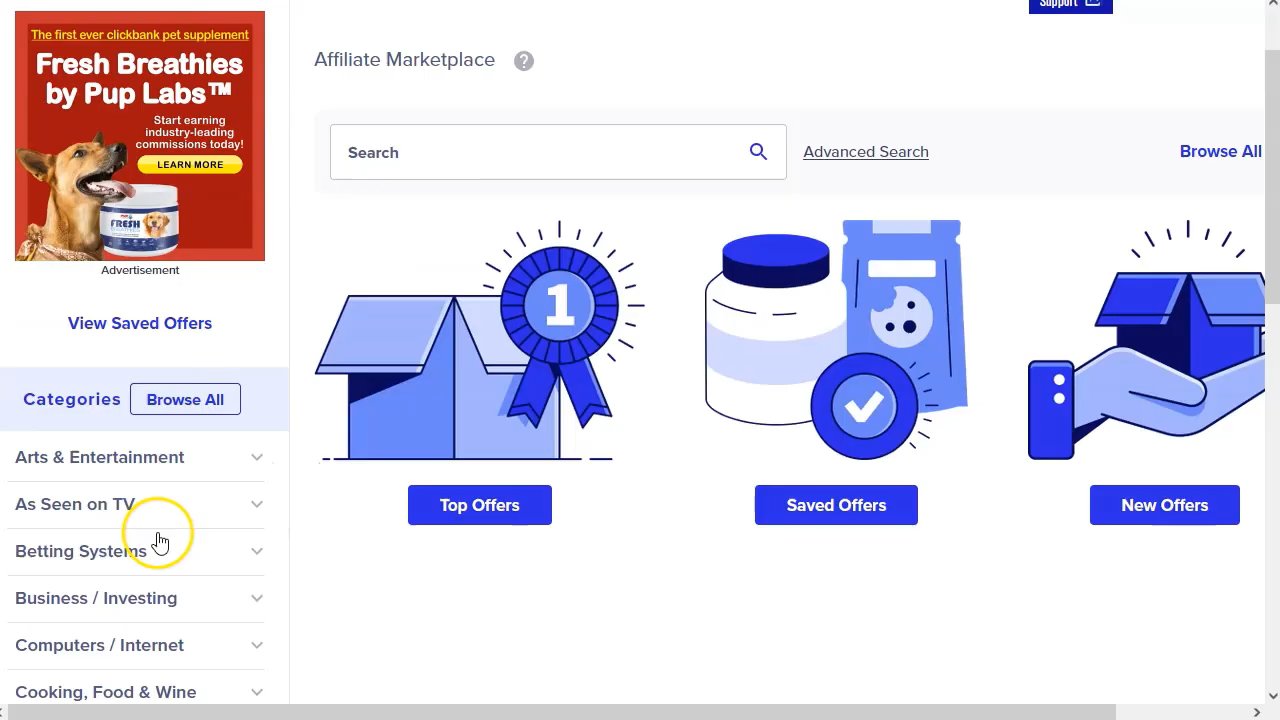 The first ever clickbank pet supplement
Fresh Breathies
by Pup Labs™
Start earning
industry-leading
commissions today!
LEARN MORE
FRESH
Advertisement
View Saved Offers
Categories
Browse All
Arts & Entertainment
As Seen on TV
Betting Systems
Business / Investing
Computers / Internet
Cooking, Food & Wine
Support
Affiliate Marketplace
?
Search
Advanced Search
Browse All
1
Top Offers
Saved Offers
New Offers